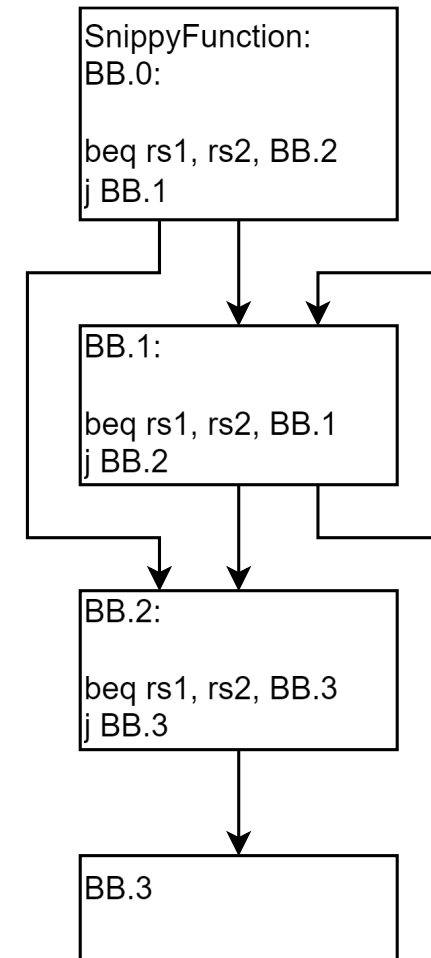 SnippyFunction:
BB.0:
beq rs1, rs2, BB.2
j BB.1
BB.1:
beq rs1, rs2, BB.1
j BB.2
BB.2:
beq rs1, rs2, BB.3
j BB.3
BB.3